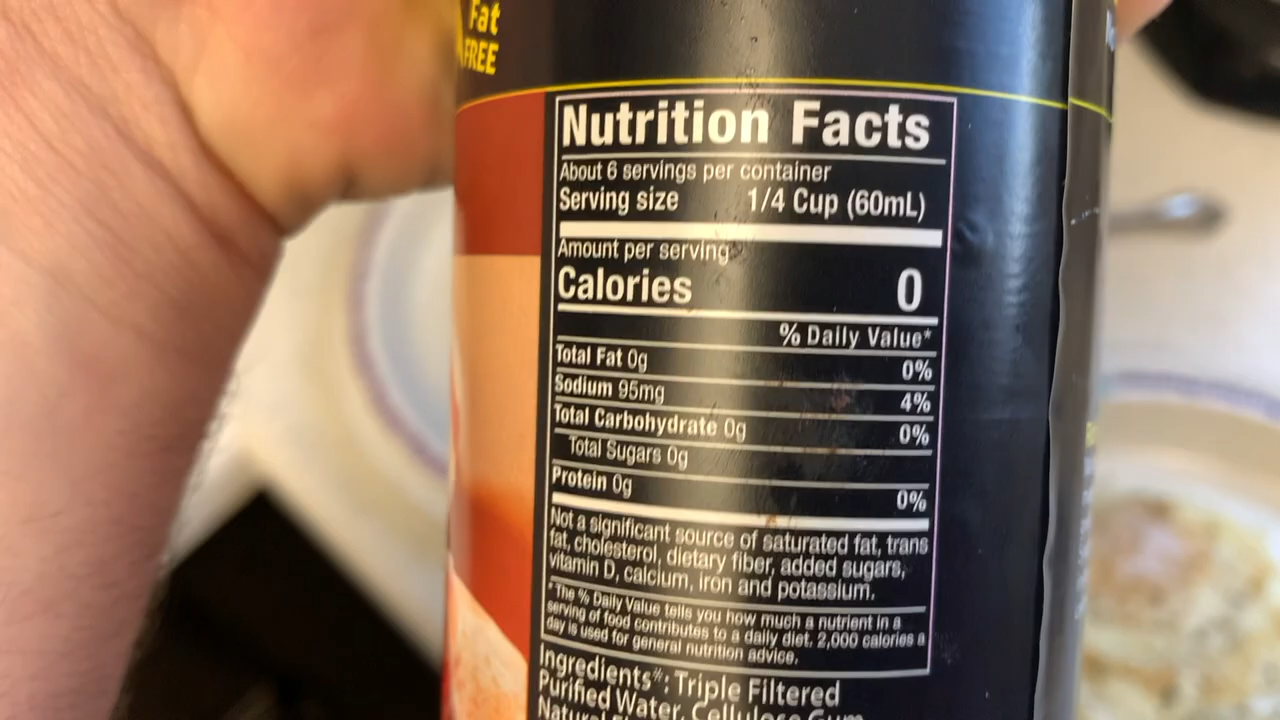 Fat
FREE
Nutrition Facts
About 6 servings per container
Serving size 1/4 Cup (60mL)
Amount per serving
Calories 0
% Daily Value*
Total Fat 0g 0%
Sodium 95mg 4%
Total Carbohydrate 0g 0%
Total Sugars 0g
Protein 0g 0%
Not a significant source of saturated fat, trans
fat, cholesterol, dietary fiber, added sugars,
vitamin D, calcium, iron and potassium.
*The % Daily Value tells you how much a nutrient in a
serving of food contributes to a daily diet. 2,000 calories a
day is used for general nutrition advice.
Ingredients*: Triple Filtered
Purified Water, Cellulose Gum
Natural